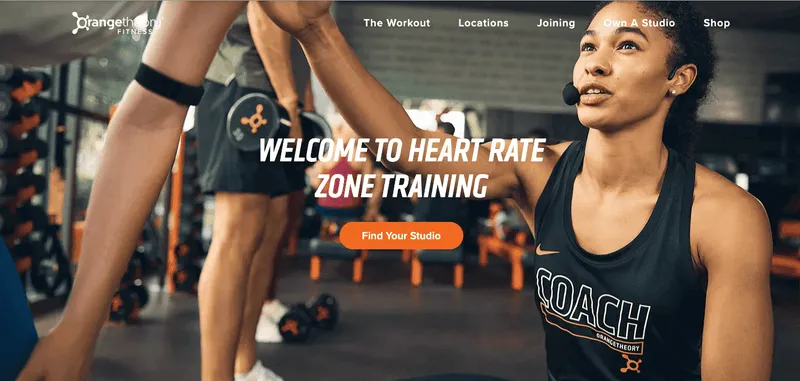 Orangetheory
FITNESS
The Workout
Locations
Joining
Own A Studio
Shop
WELCOME TO HEART RATE
ZONE TRAINING
Find Your Studio
COACH
ORANGETHEORY